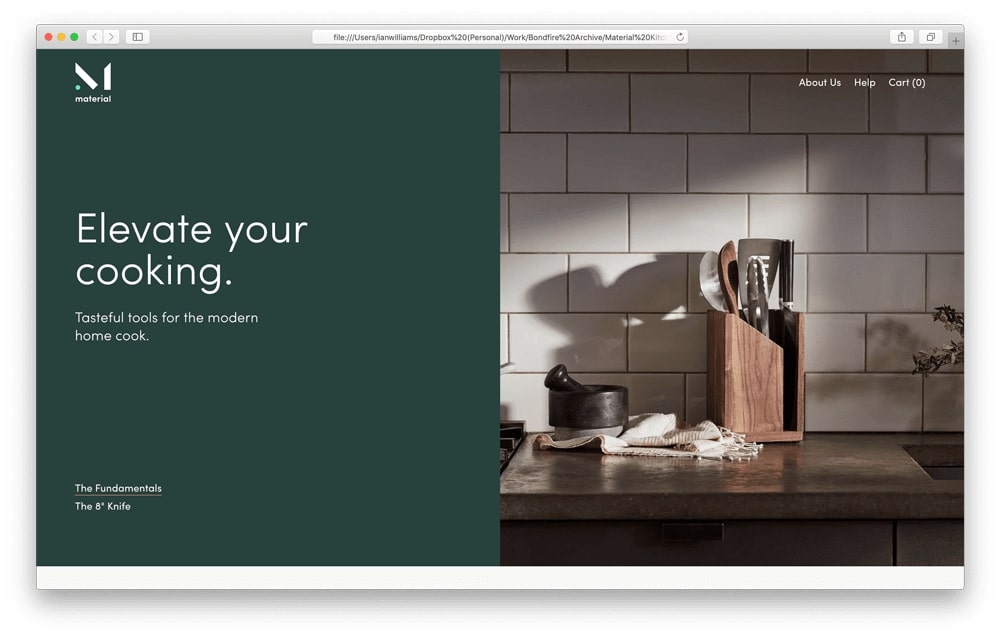 file:///Users/ianwilliams/Dropbox%20(Personal)/Work/Bondfire%20Archive/Material%20Kitc
material
About Us
Help
Cart (0)
Elevate your
cooking.
Tasteful tools for the modern
home cook.
The Fundamentals
The 8" Knife